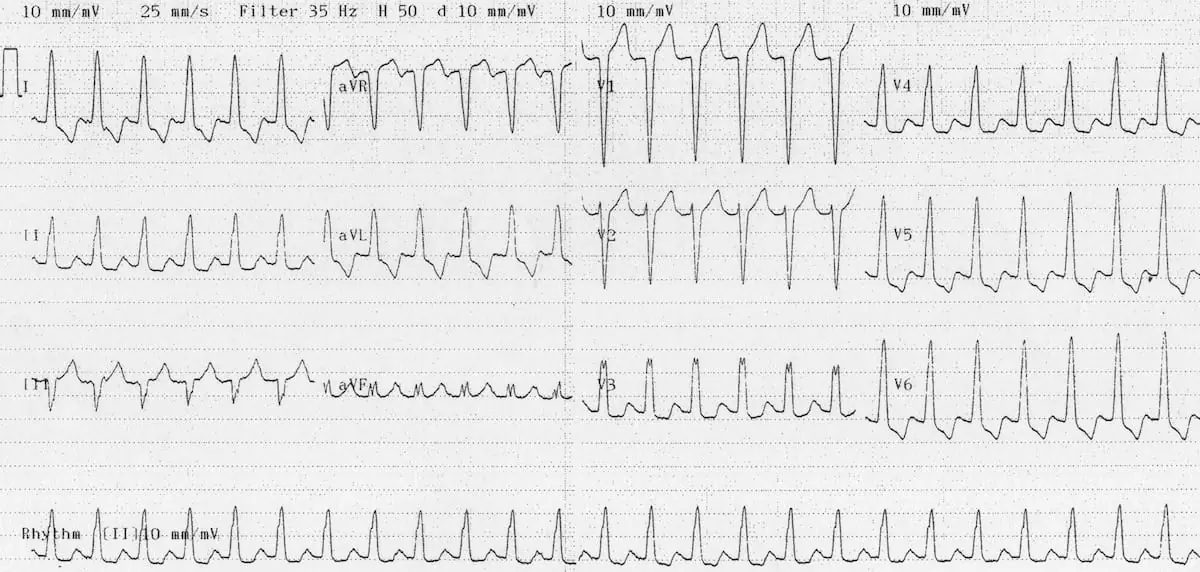 10 mm/mV 25 mm/s Filter 35 Hz H 50 d 10 mm/mV 10 mm/mV 10 mm/mV
I aVR V1 V4
II aVL V2 V5
III aVF V3 V6
Rhythm [II] 10 mm/mV